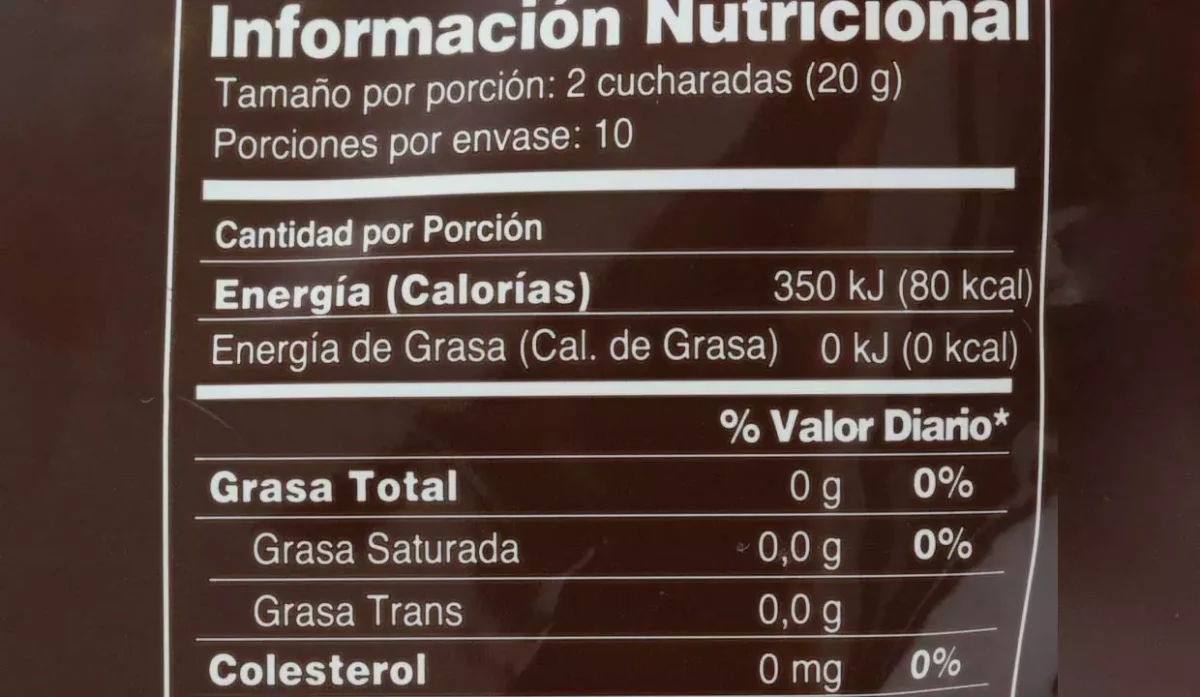 Información Nutricional
Tamaño por porción: 2 cucharadas (20 g)
Porciones por envase: 10
Cantidad por Porción
Energía (Calorías) 350 kJ (80 kcal)
Energía de Grasa (Cal. de Grasa) 0 kJ (0 kcal)
% Valor Diario*
Grasa Total 0 g 0%
Grasa Saturada 0,0 g 0%
Grasa Trans 0,0 g
Colesterol 0 mg 0%